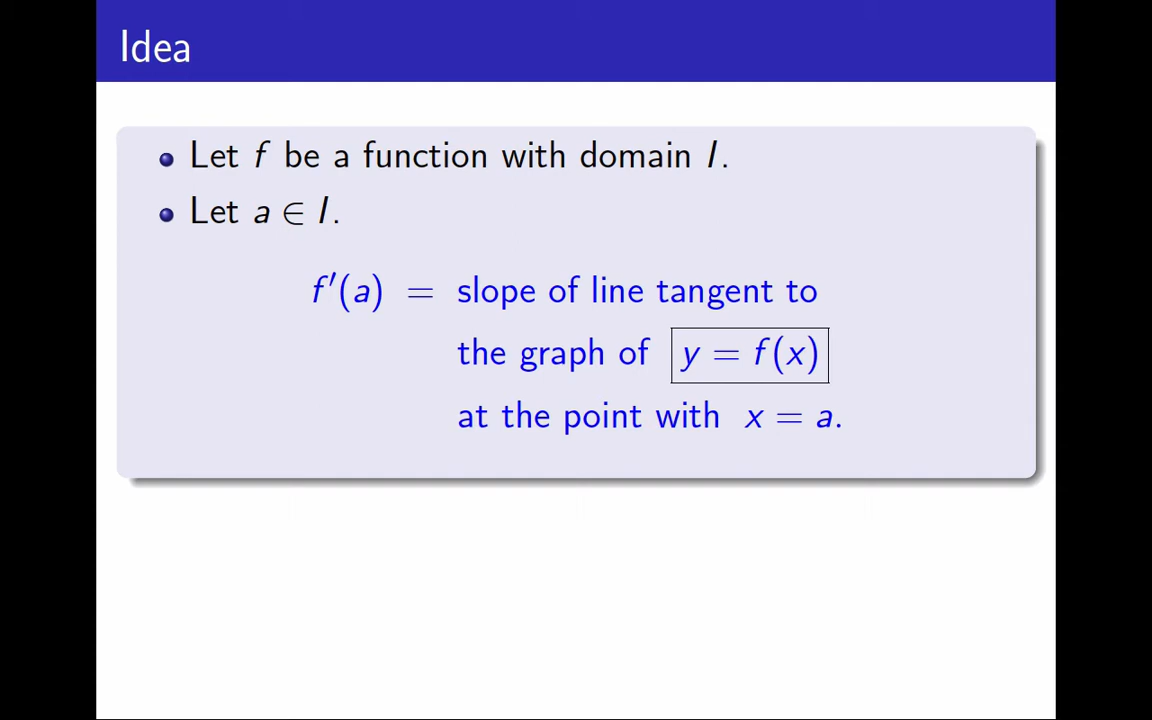 Idea
Let f be a function with domain I.
Let a ∈ I.
f′(a) = slope of line tangent to
the graph of y = f(x)
at the point with x = a.